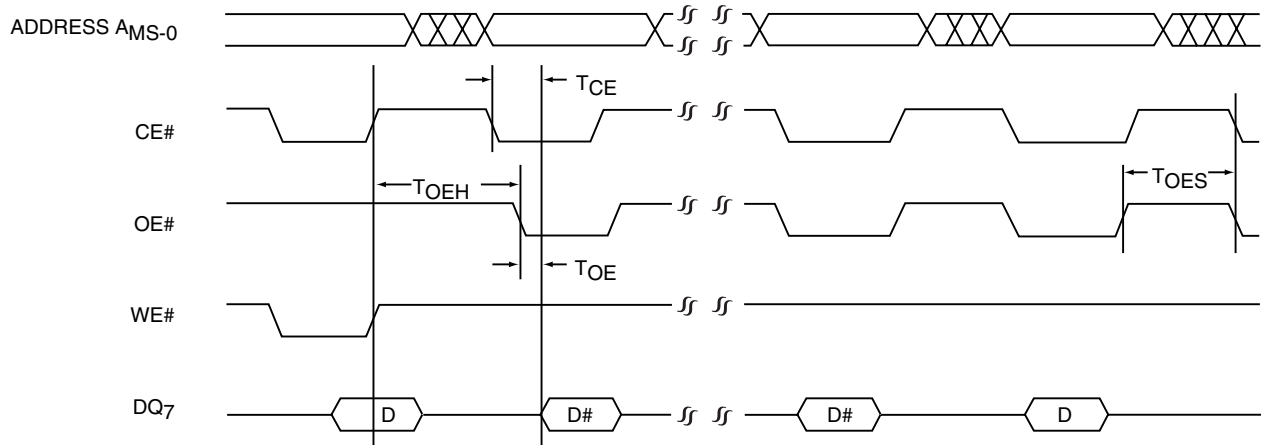 ADDRESS AMS-0
TCE
CE#
TOEH
TOES
OE#
TOE
WE#
DQ7
D
D#
D#
D